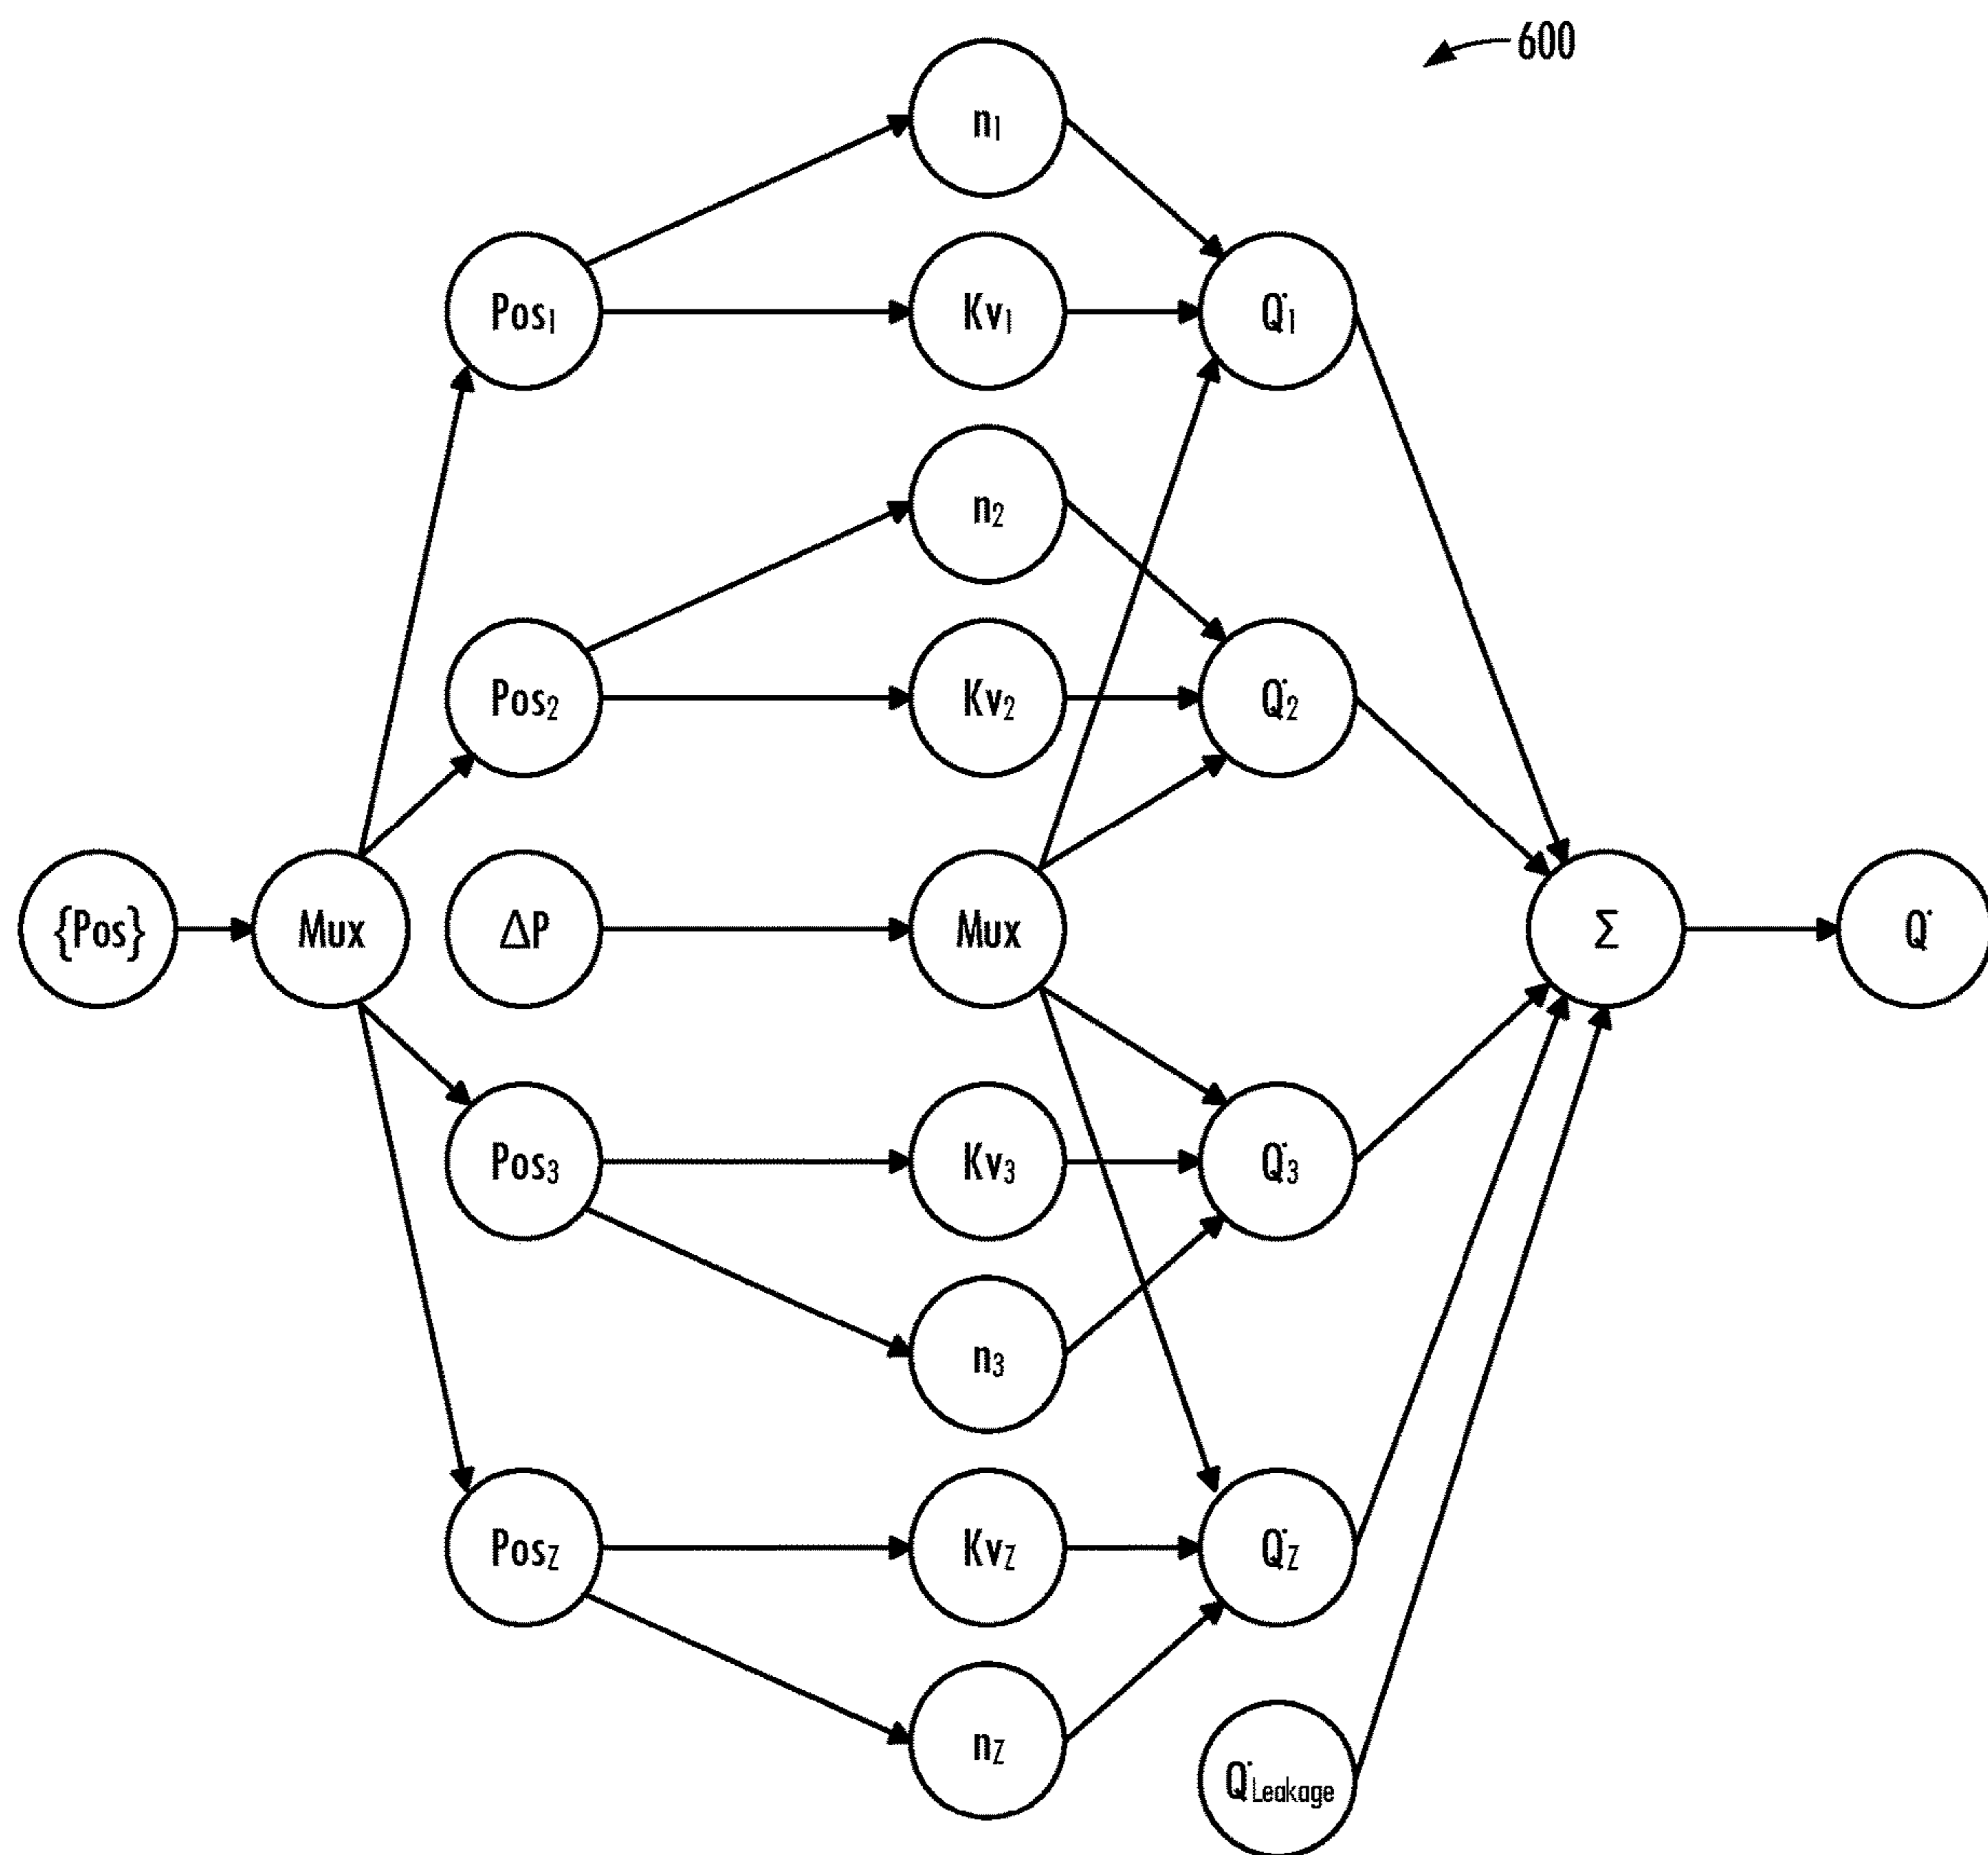 600
n1
Pos1 Kv1 Q̇1
n2
Pos2 Kv2 Q̇2
{Pos} Mux ΔP Mux Σ Q̇
Pos3 Kv3 Q̇3
n3
PosZ KvZ Q̇Z
nZ
Q̇Leakage